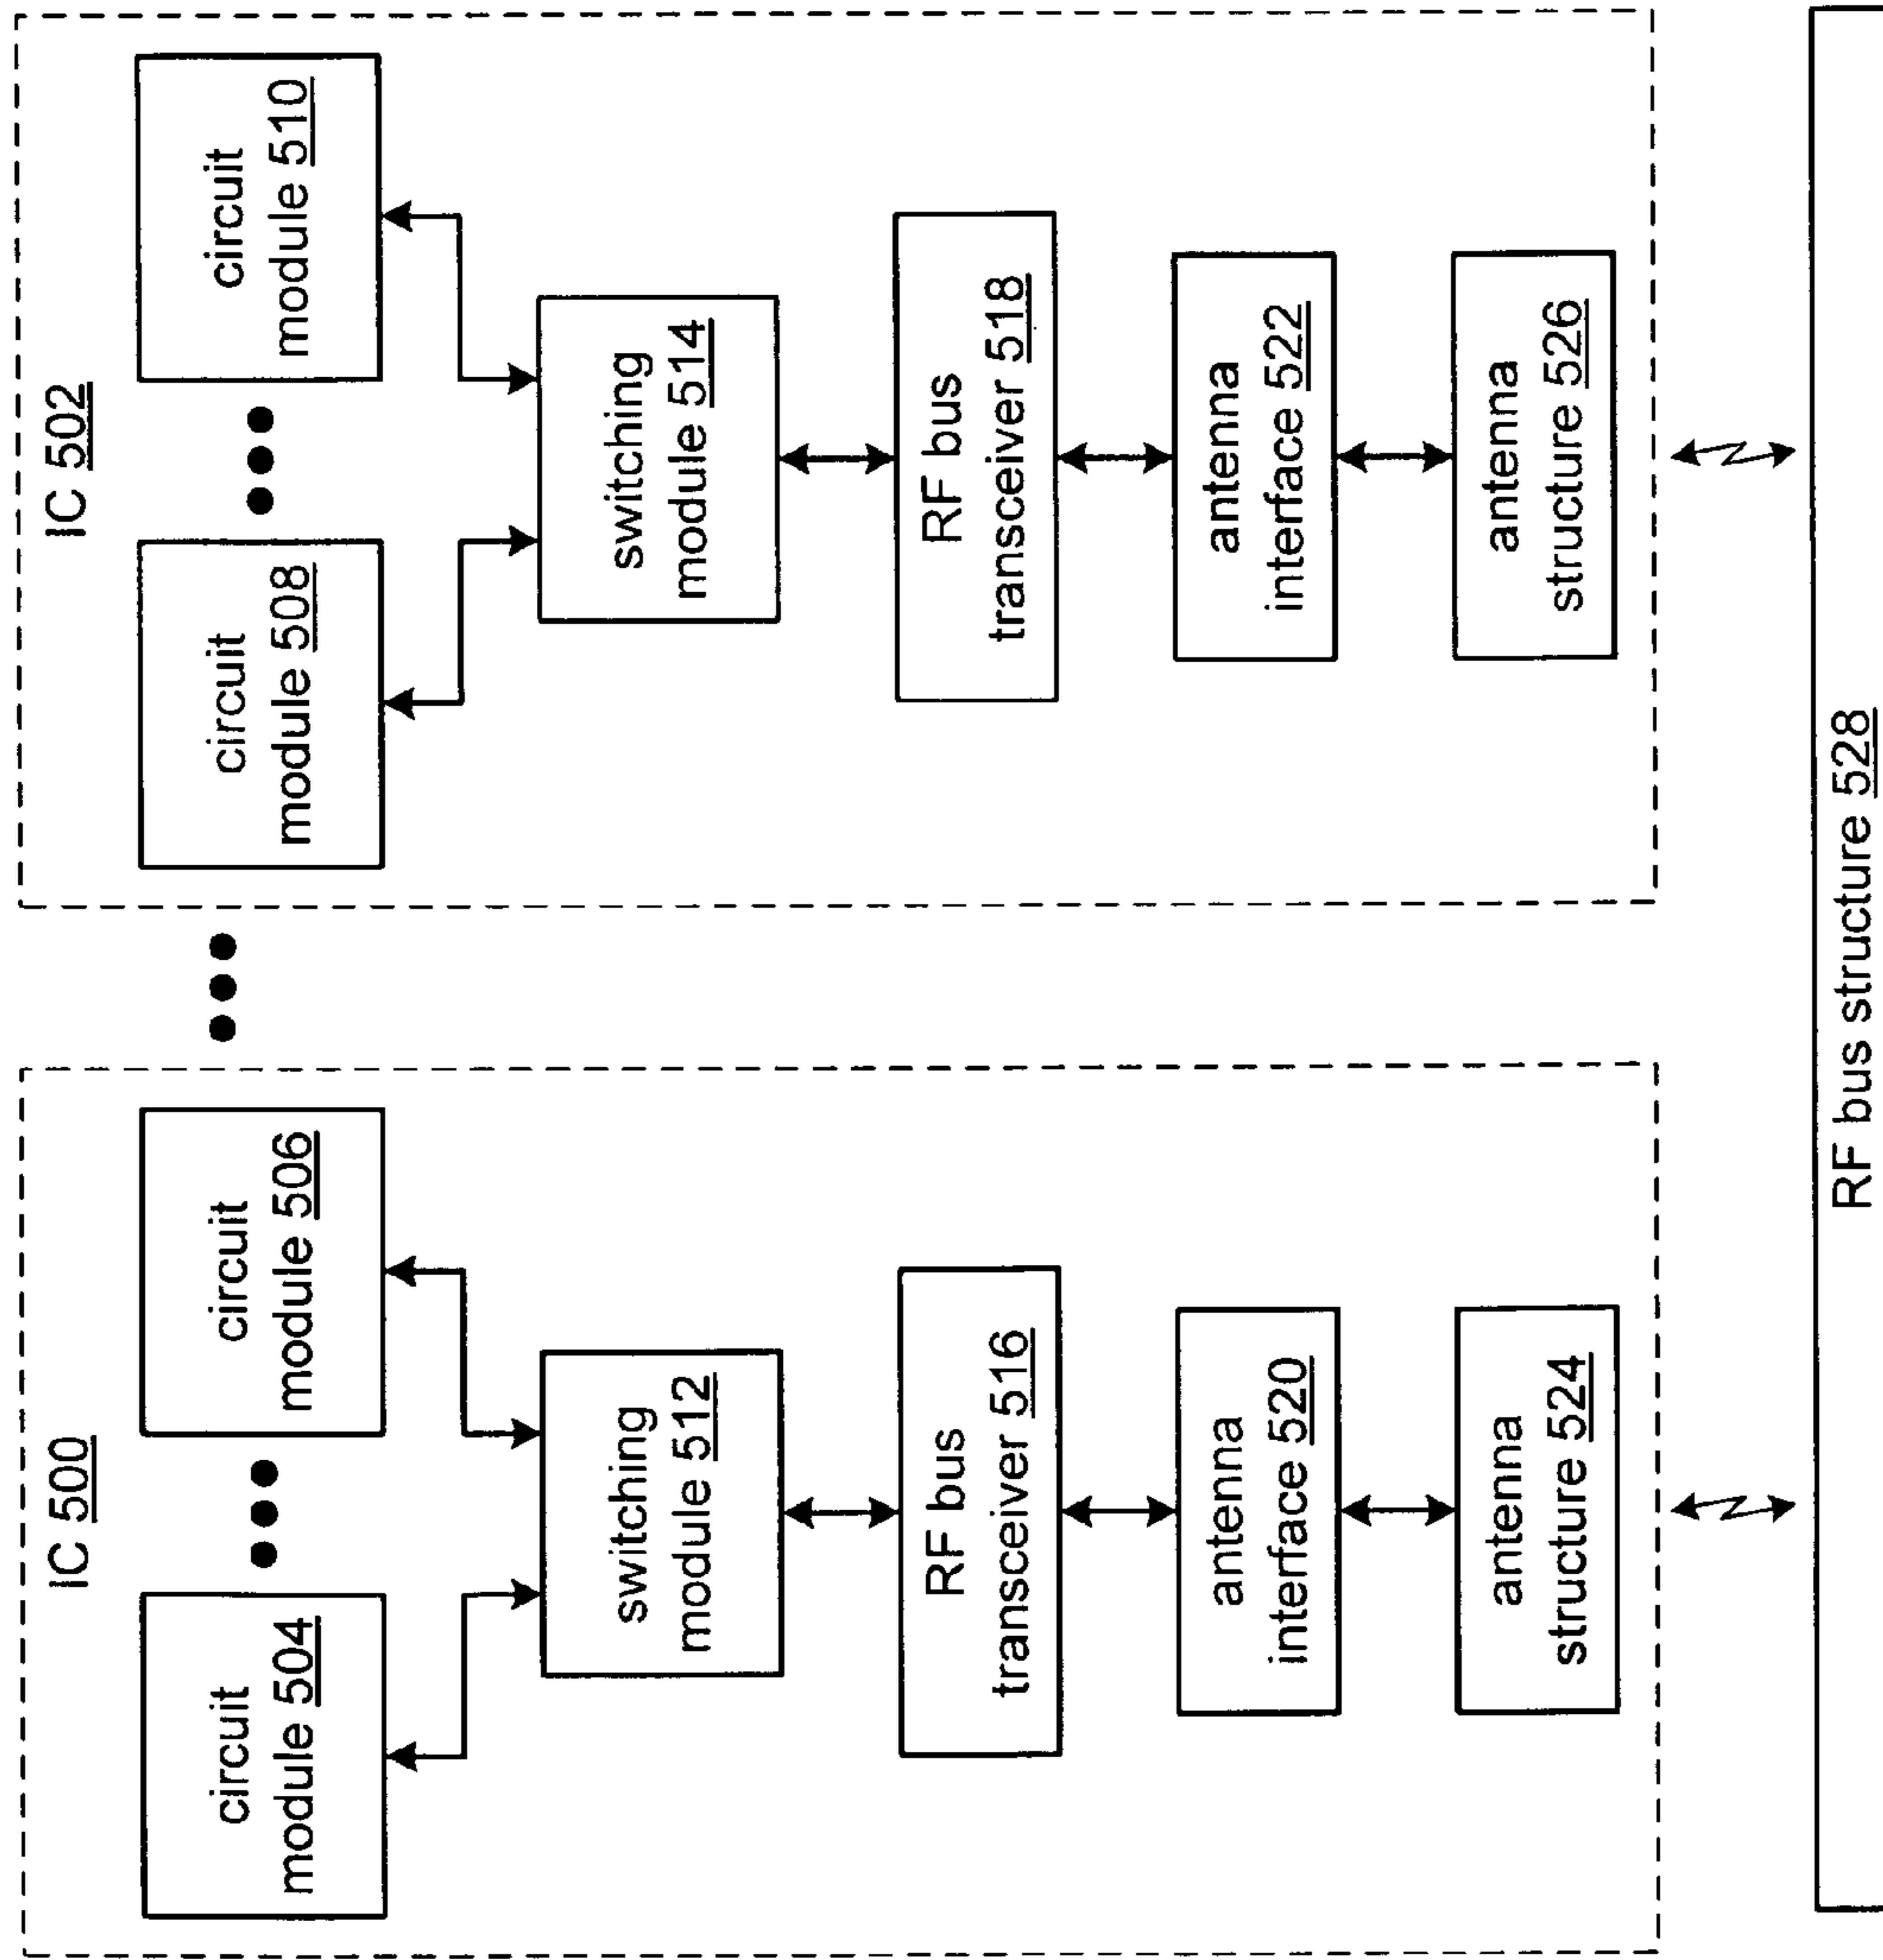 IC 500
circuit
module 504
circuit
module 506
switching
module 512
RF bus
transceiver 516
antenna
interface 520
antenna
structure 524
IC 502
circuit
module 508
circuit
module 510
switching
module 514
RF bus
transceiver 518
antenna
interface 522
antenna
structure 526
RF bus structure 528